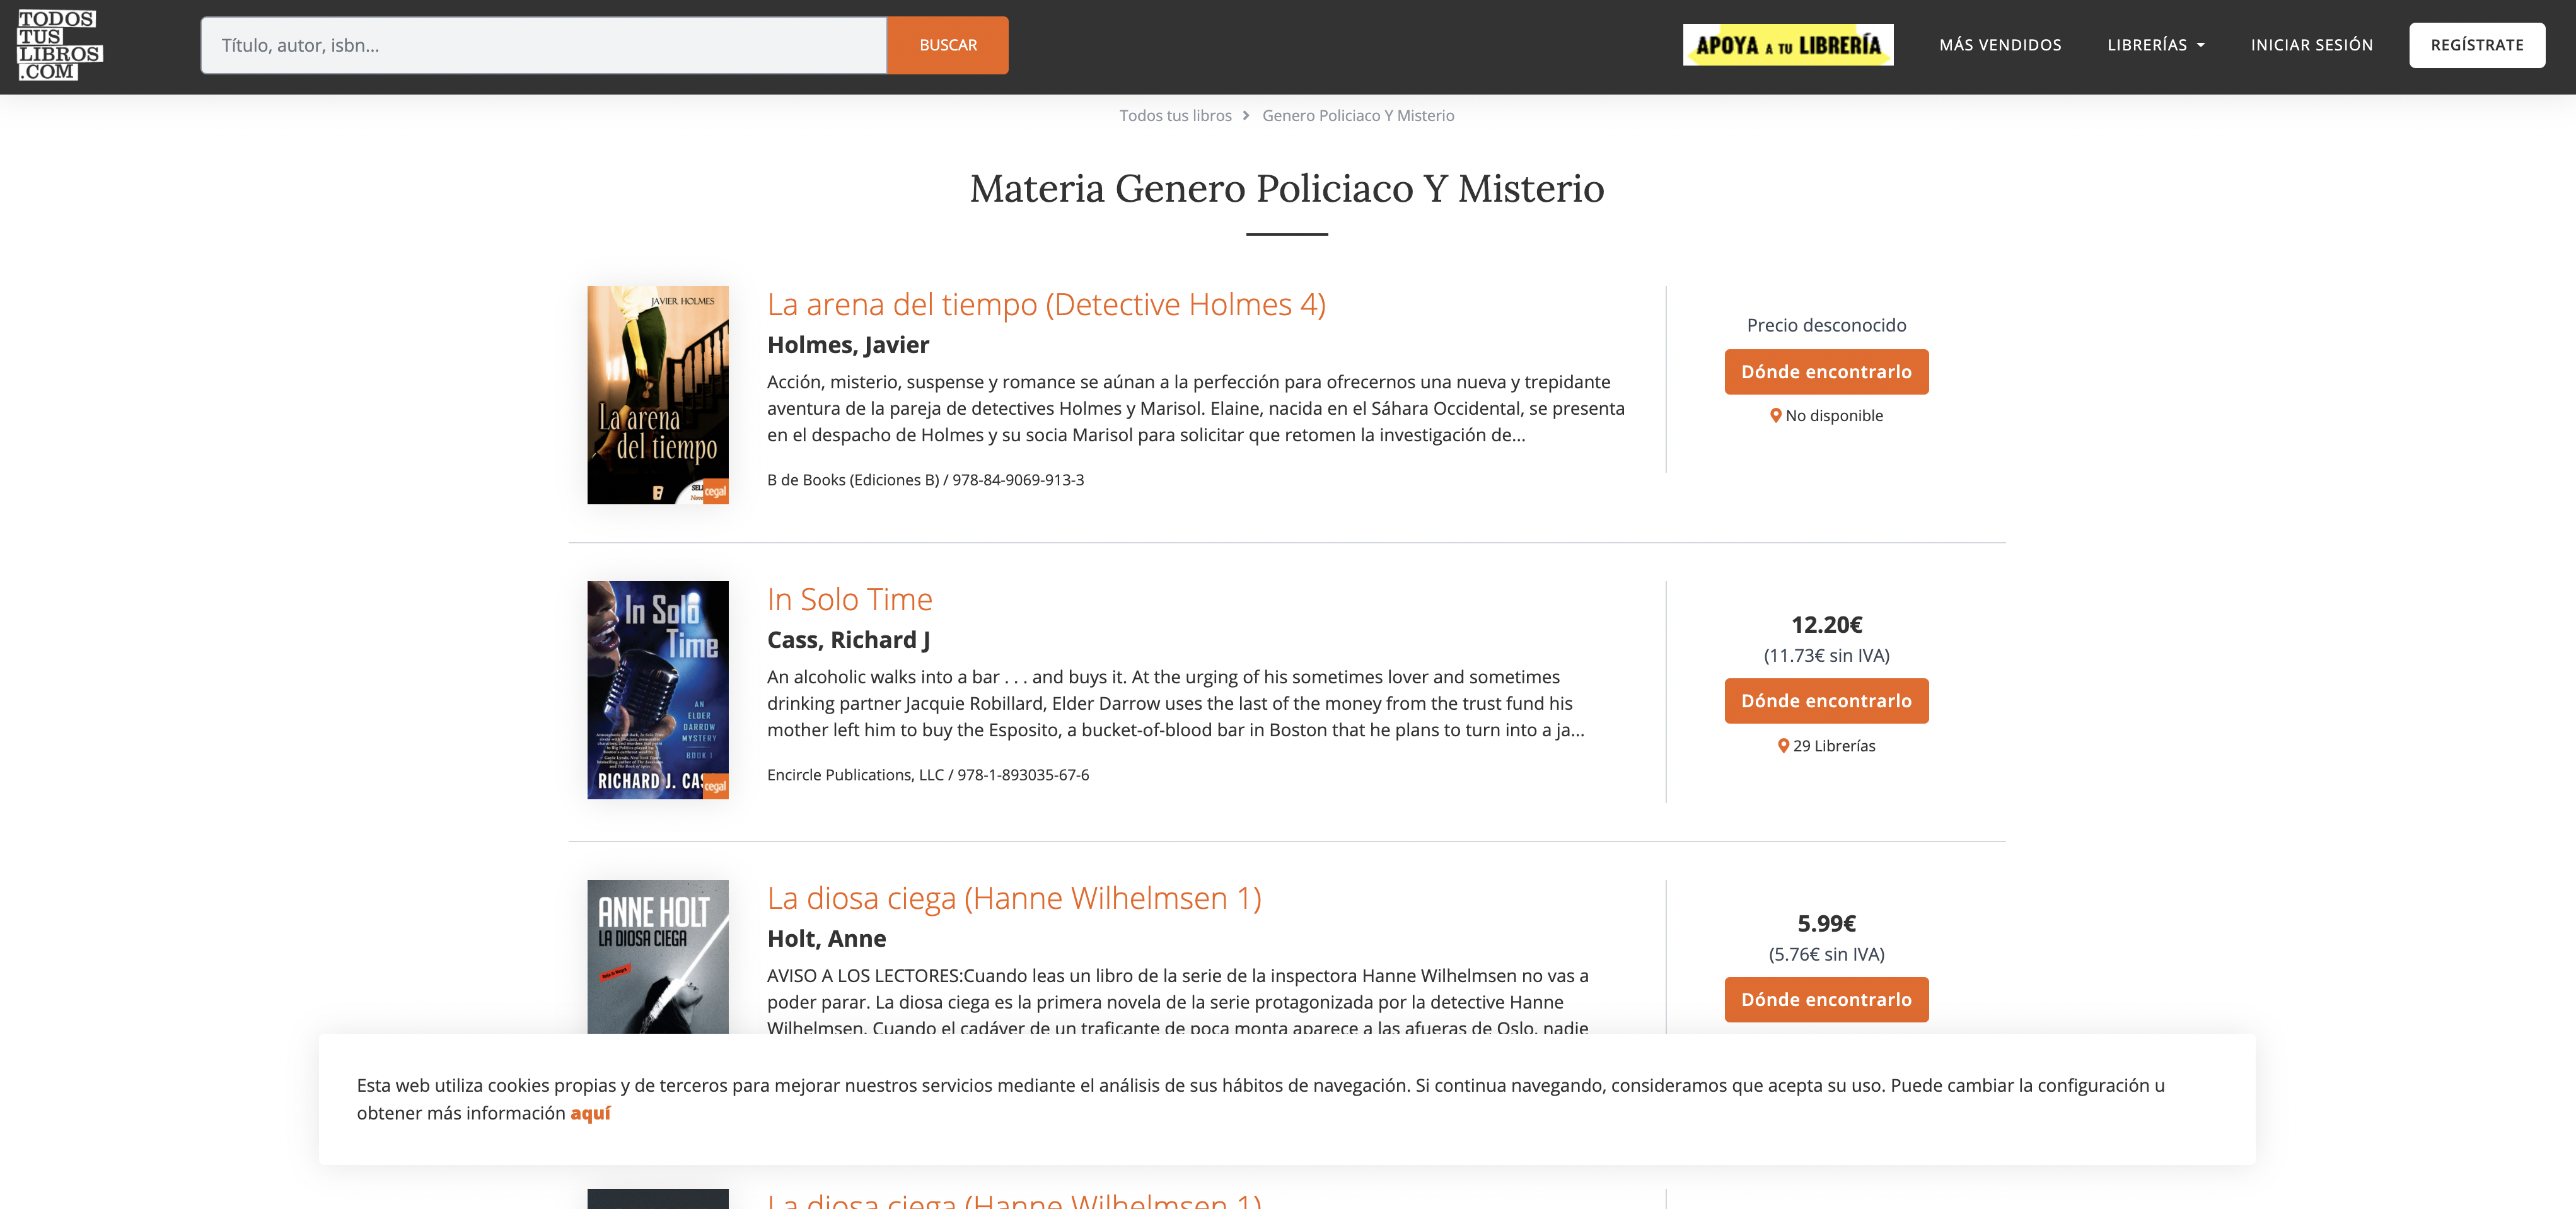 TODOS
TUS
LIBROS
.COM
Título, autor, isbn...
BUSCAR
APOYA A TU LIBRERÍA
MÁS VENDIDOS
LIBRERÍAS
INICIAR SESIÓN
REGÍSTRATE
Todos tus libros
Genero Policiaco Y Misterio
Materia Genero Policiaco Y Misterio
JAVIER HOLMES
La arena
del tiempo
cegal
La arena del tiempo (Detective Holmes 4)
Holmes, Javier
Acción, misterio, suspense y romance se aúnan a la perfección para ofrecernos una nueva y trepidante
aventura de la pareja de detectives Holmes y Marisol. Elaine, nacida en el Sáhara Occidental, se presenta
en el despacho de Holmes y su socia Marisol para solicitar que retomen la investigación de...
B de Books (Ediciones B) / 978-84-9069-913-3
Precio desconocido
Dónde encontrarlo
No disponible
In Solo
Time
AN
ELDER
DARROW
MYSTERY
BOOK 1
RICHARD J. CAS
cegal
In Solo Time
Cass, Richard J
An alcoholic walks into a bar . . . and buys it. At the urging of his sometimes lover and sometimes
drinking partner Jacquie Robillard, Elder Darrow uses the last of the money from the trust fund his
mother left him to buy the Esposito, a bucket-of-blood bar in Boston that he plans to turn into a ja...
Encircle Publications, LLC / 978-1-893035-67-6
12.20€
(11.73€ sin IVA)
Dónde encontrarlo
29 Librerías
ANNE HOLT
LA DIOSA CIEGA
La diosa ciega (Hanne Wilhelmsen 1)
Holt, Anne
AVISO A LOS LECTORES:Cuando leas un libro de la serie de la inspectora Hanne Wilhelmsen no vas a
poder parar. La diosa ciega es la primera novela de la serie protagonizada por la detective Hanne
Wilhelmsen. Cuando el cadáver de un traficante de poca monta aparece a las afueras de Oslo, nadie
5.99€
(5.76€ sin IVA)
Dónde encontrarlo
Esta web utiliza cookies propias y de terceros para mejorar nuestros servicios mediante el análisis de sus hábitos de navegación. Si continua navegando, consideramos que acepta su uso. Puede cambiar la configuración u
obtener más información aquí
La diosa ciega (Hanne Wilhelmsen 1)